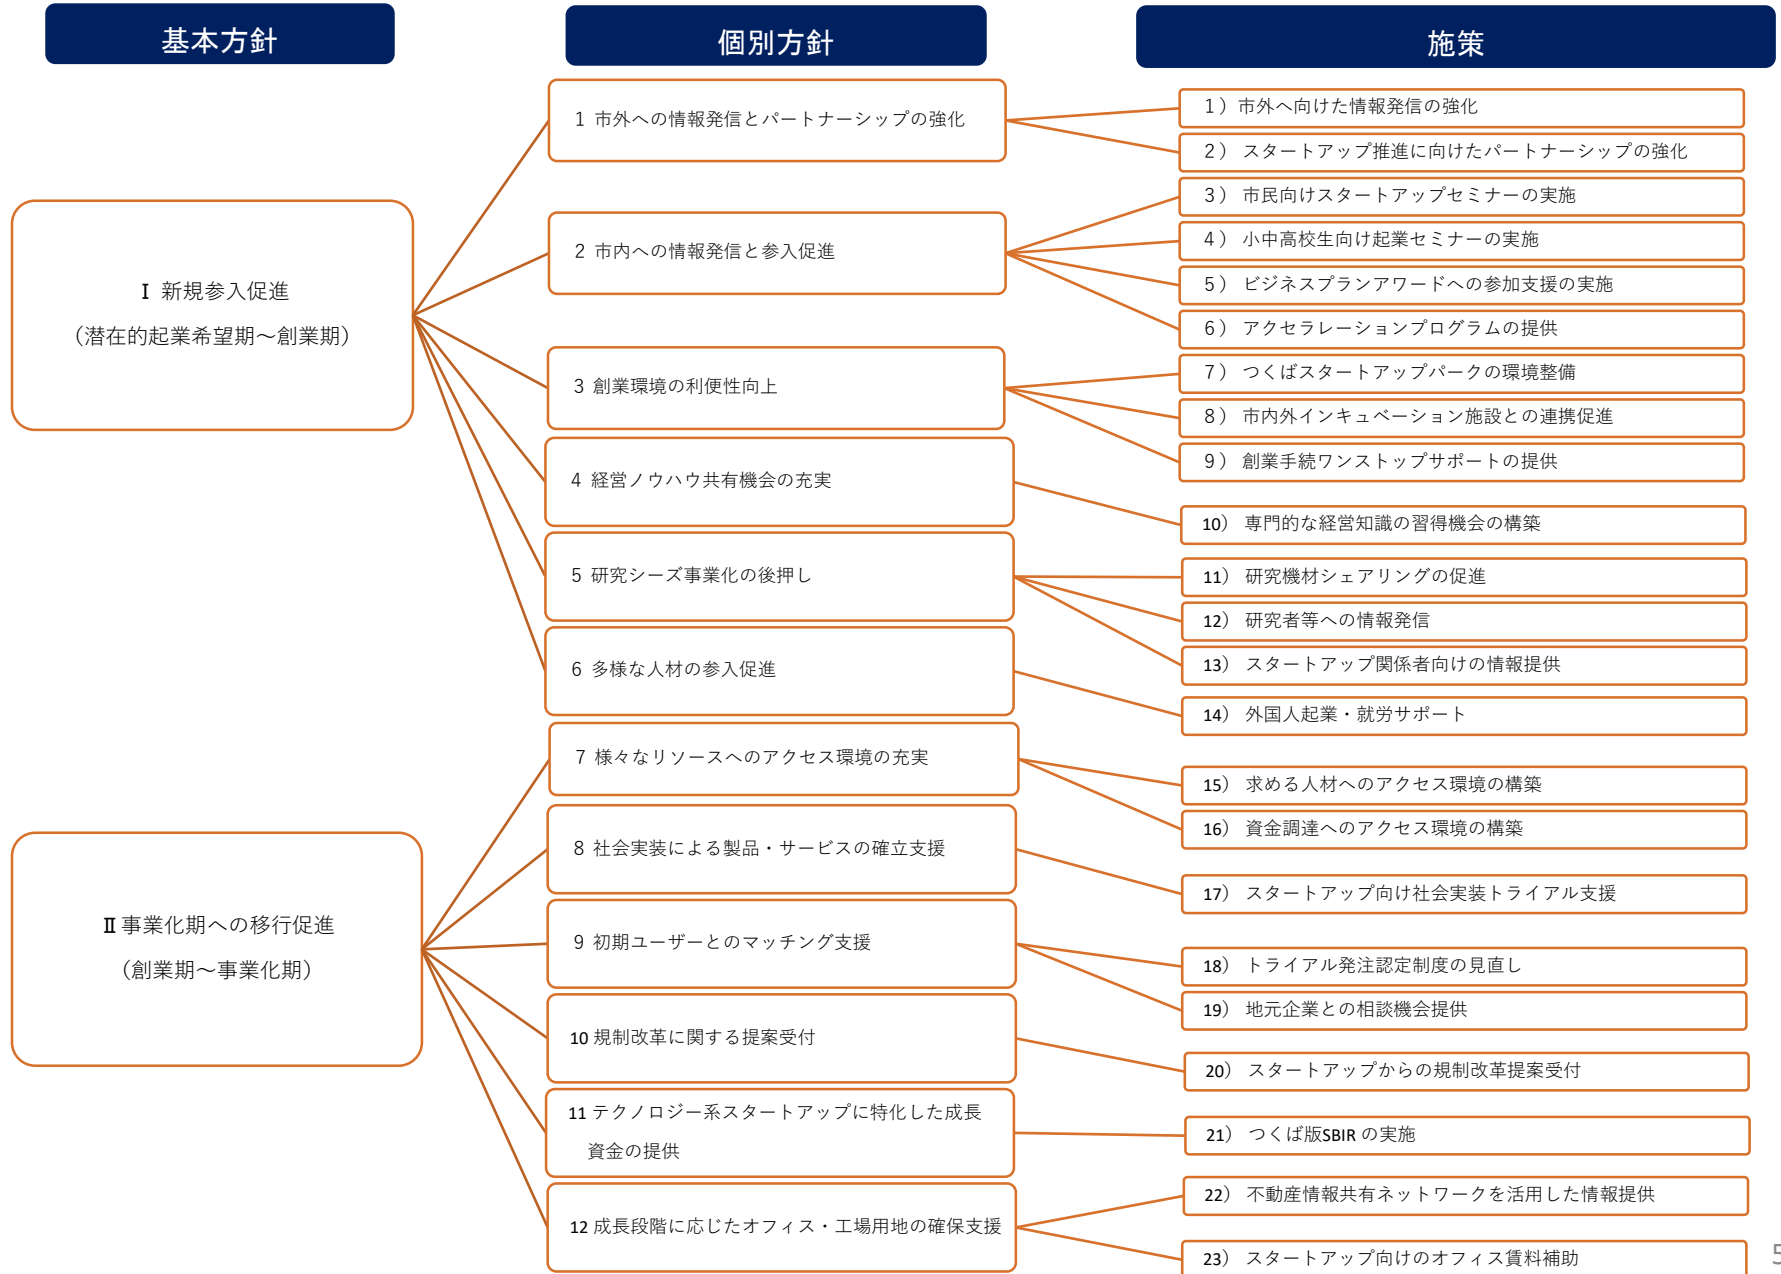 基本方針
個別方針
施策
Ⅰ 新規参入促進
（潜在的起業希望期～創業期）
1 市外への情報発信とパートナーシップの強化
1）市外へ向けた情報発信の強化
2） スタートアップ推進に向けたパートナーシップの強化
2 市内への情報発信と参入促進
3） 市民向けスタートアップセミナーの実施
4） 小中高校生向け起業セミナーの実施
5） ビジネスプランアワードへの参加支援の実施
6） アクセラレーションプログラムの提供
3 創業環境の利便性向上
7） つくばスタートアップパークの環境整備
8） 市内外インキュベーション施設との連携促進
9） 創業手続ワンストップサポートの提供
4 経営ノウハウ共有機会の充実
10） 専門的な経営知識の習得機会の構築
5 研究シーズ事業化の後押し
11） 研究機材シェアリングの促進
12） 研究者等への情報発信
13） スタートアップ関係者向けの情報提供
6 多様な人材の参入促進
14） 外国人起業・就労サポート
Ⅱ 事業化期への移行促進
（創業期～事業化期）
7 様々なリソースへのアクセス環境の充実
15） 求める人材へのアクセス環境の構築
16） 資金調達へのアクセス環境の構築
8 社会実装による製品・サービスの確立支援
17） スタートアップ向け社会実装トライアル支援
9 初期ユーザーとのマッチング支援
18） トライアル発注認定制度の見直し
19） 地元企業との相談機会提供
10 規制改革に関する提案受付
20） スタートアップからの規制改革提案受付
11 テクノロジー系スタートアップに特化した成長
資金の提供
21） つくば版SBIR の実施
12 成長段階に応じたオフィス・工場用地の確保支援
22） 不動産情報共有ネットワークを活用した情報提供
23） スタートアップ向けのオフィス賃料補助
5